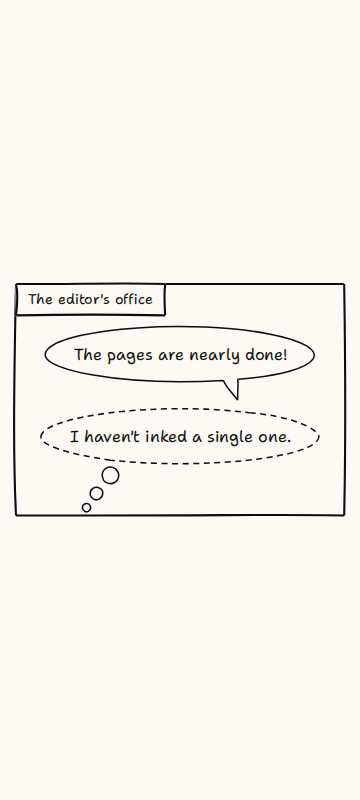 The editor's office
The pages are nearly done!
I haven't inked a single one.